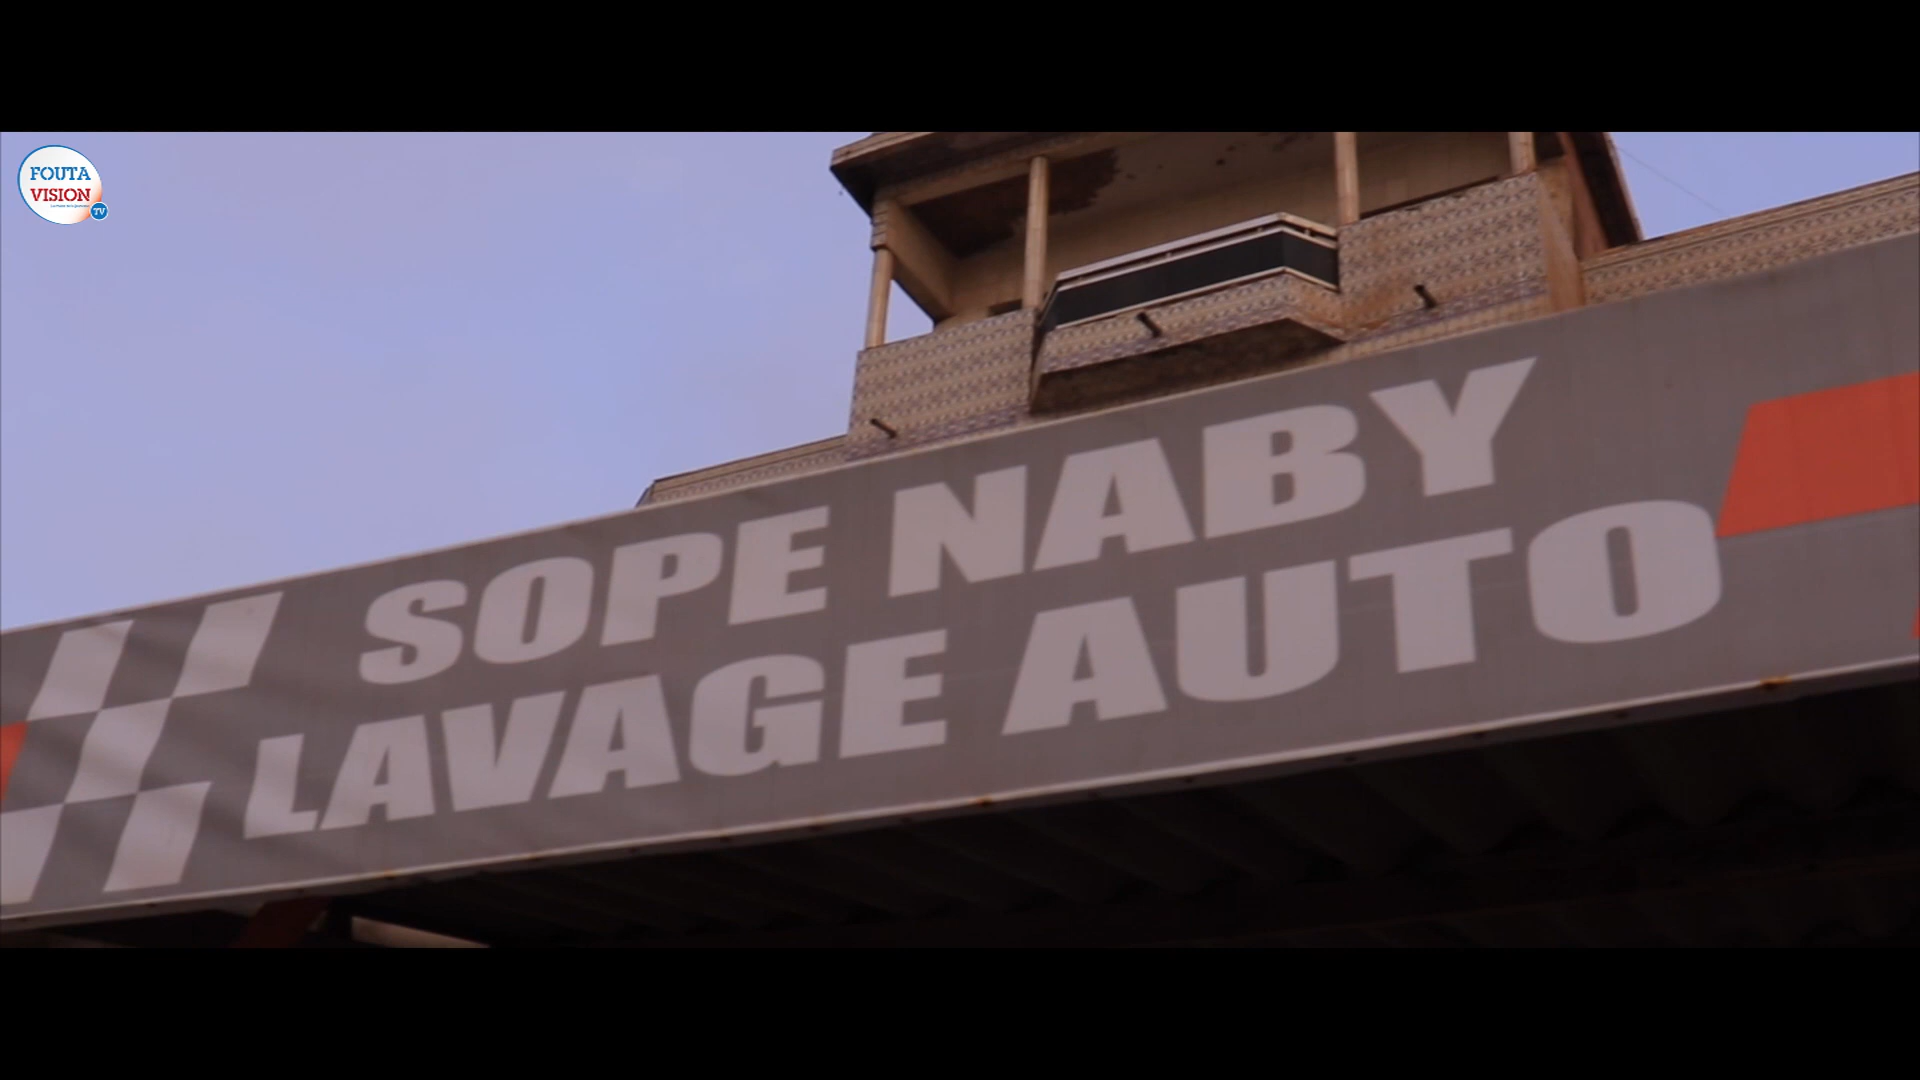 FOUTA
VISION
TV
SOPE NABY
LAVAGE AUTO